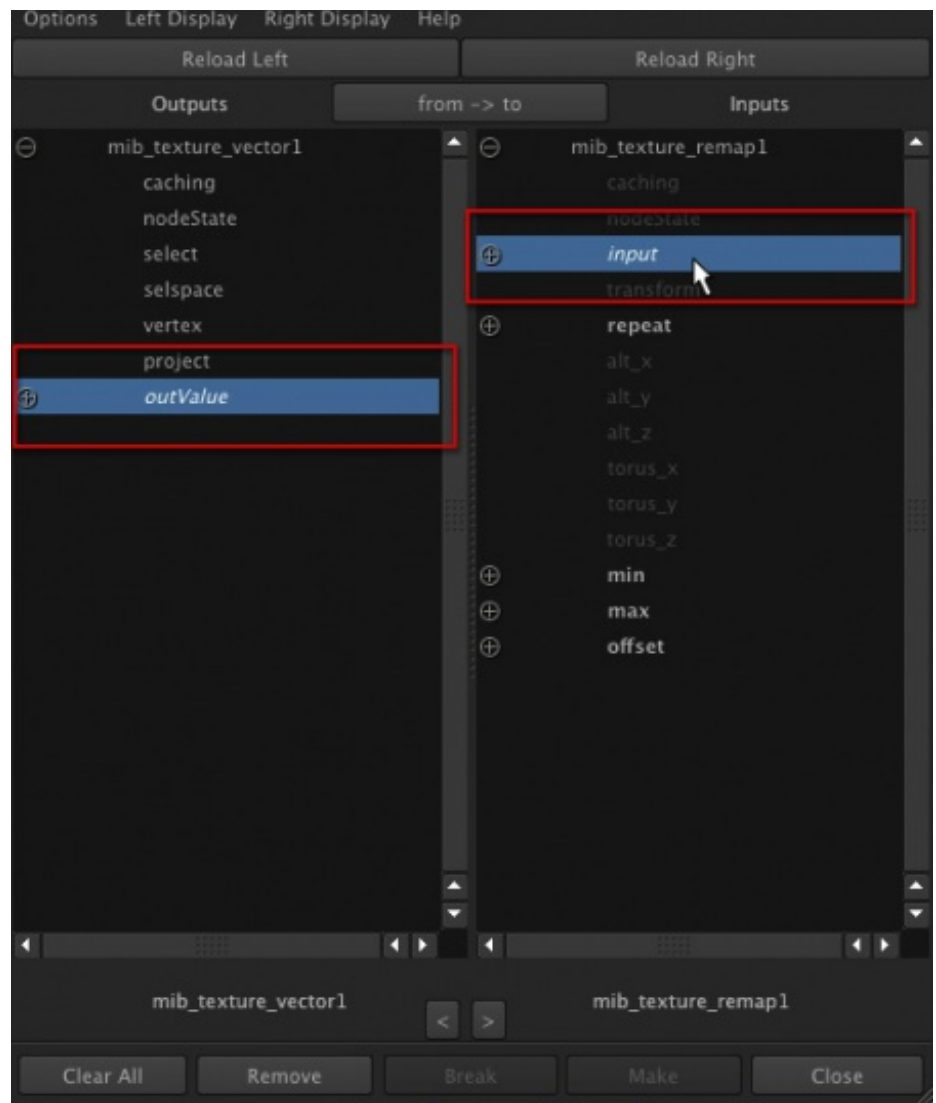 Options Left Display Right Display Help
Reload Left Reload Right
Outputs from -> to Inputs
mib_texture_vector1
caching
nodeState
select
selspace
vertex
project
outValue
mib_texture_remap1
caching
nodeState
input
transform
repeat
alt_x
alt_y
alt_z
torus_x
torus_y
torus_z
min
max
offset
mib_texture_vector1 < > mib_texture_remap1
Clear All Remove Break Make Close